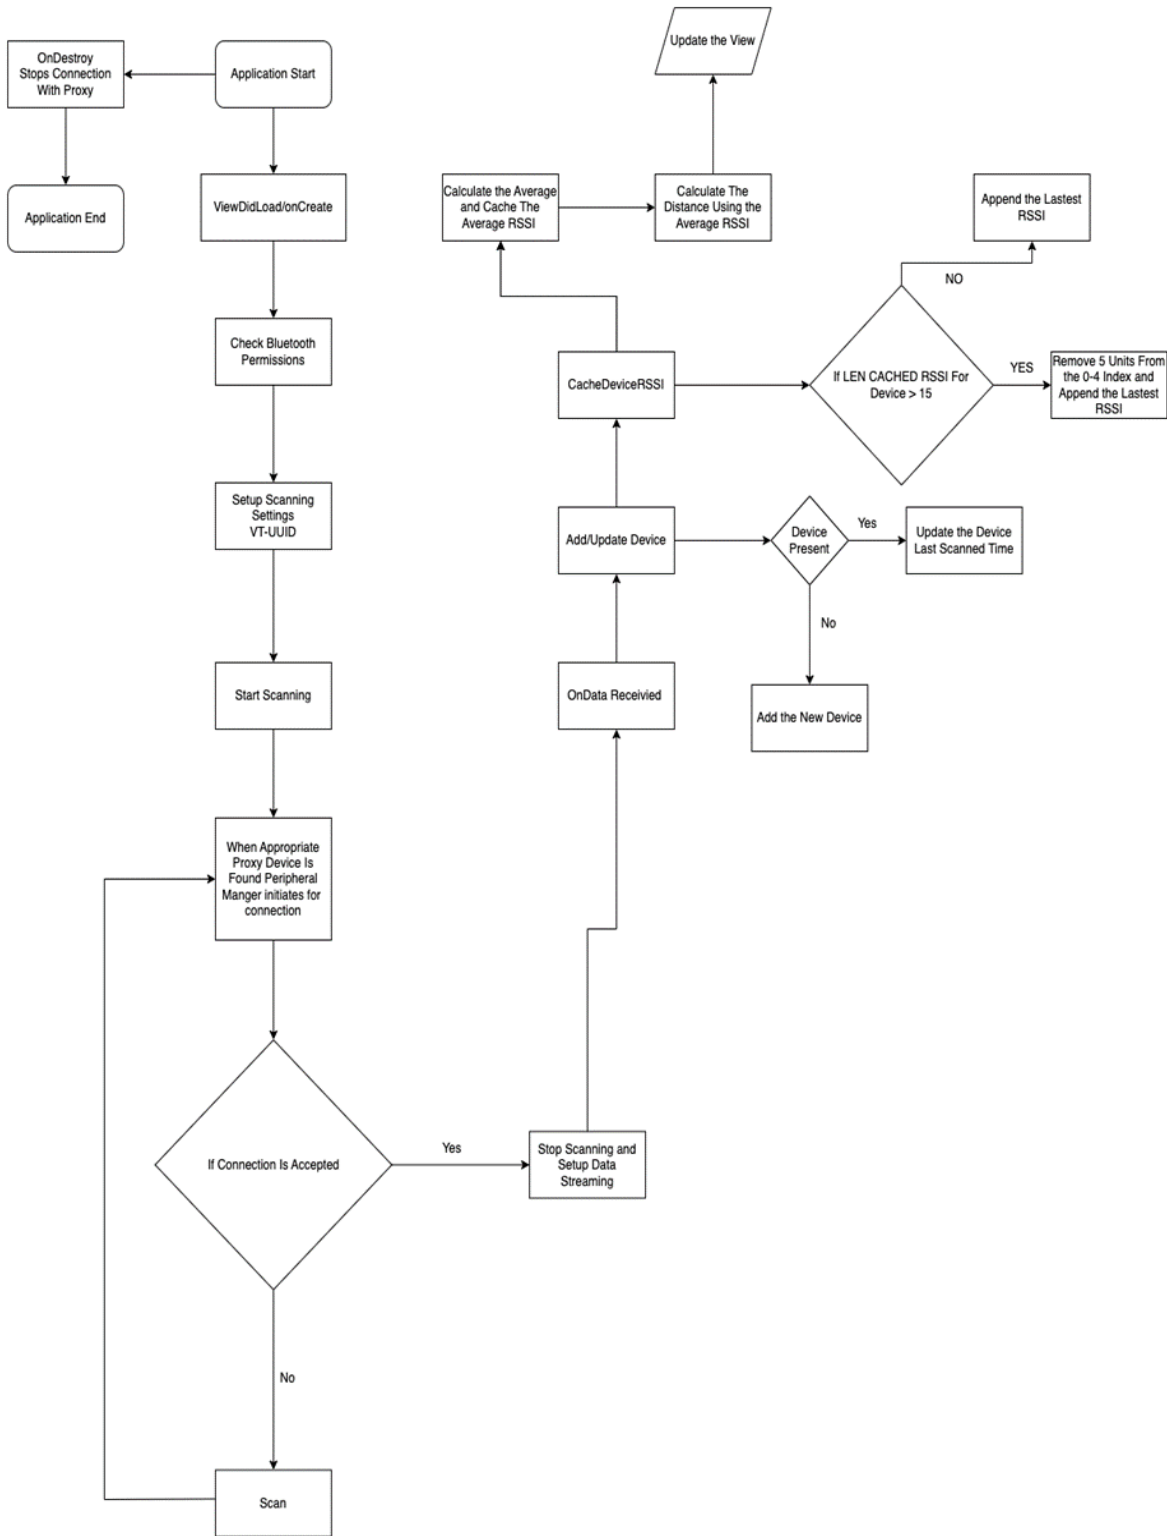 Update the View
OnDestroy
Stops Connection
With Proxy
Application Start
Application End
ViewDidLoad/onCreate
Calculate the Average
and Cache The
Average RSSI
Calculate The
Distance Using the
Average RSSI
Append the Lastest
RSSI
NO
Check Bluetooth
Permissions
CacheDeviceRSSI
If LEN CACHED RSSI For
Device > 15
YES
Remove 5 Units From
the 0-4 Index and
Append the Lastest
RSSI
Setup Scanning
Settings
VT-UUID
Add/Update Device
Device
Present
Yes
Update the Device
Last Scanned Time
No
Start Scanning
OnData Receivied
Add the New Device
When Appropriate
Proxy Device Is
Found Peripheral
Manger initiates for
connection
If Connection Is Accepted
Yes
Stop Scanning and
Setup Data
Streaming
No
Scan